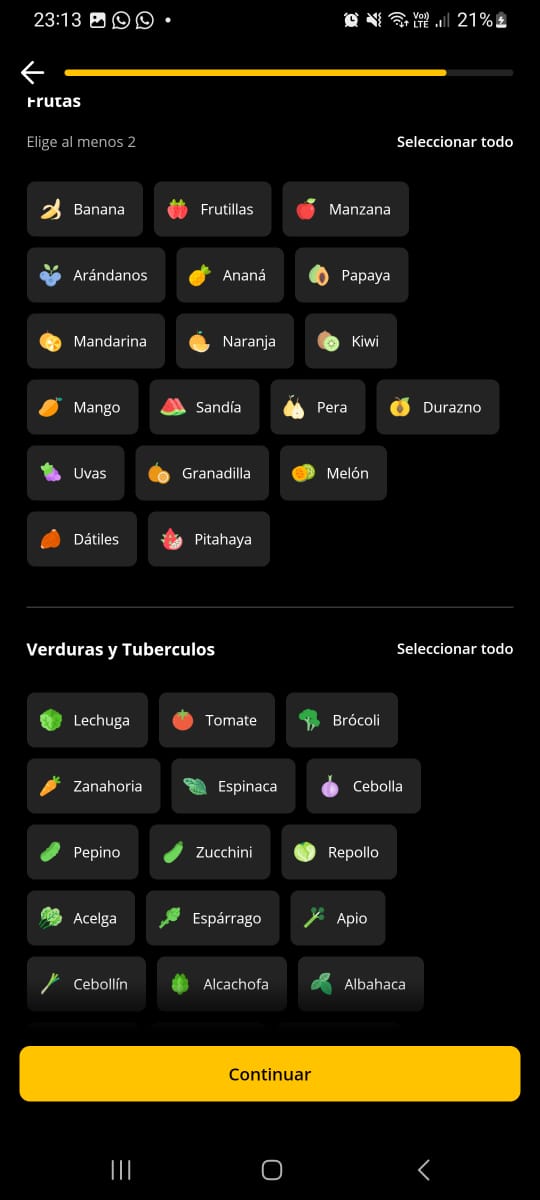 23:13 Vo)) LTE 21%
Frutas
Elige al menos 2 Seleccionar todo
Banana Frutillas Manzana
Arándanos Ananá Papaya
Mandarina Naranja Kiwi
Mango Sandía Pera Durazno
Uvas Granadilla Melón
Dátiles Pitahaya
Verduras y Tuberculos Seleccionar todo
Lechuga Tomate Brócoli
Zanahoria Espinaca Cebolla
Pepino Zucchini Repollo
Acelga Espárrago Apio
Cebollín Alcachofa Albahaca
Continuar